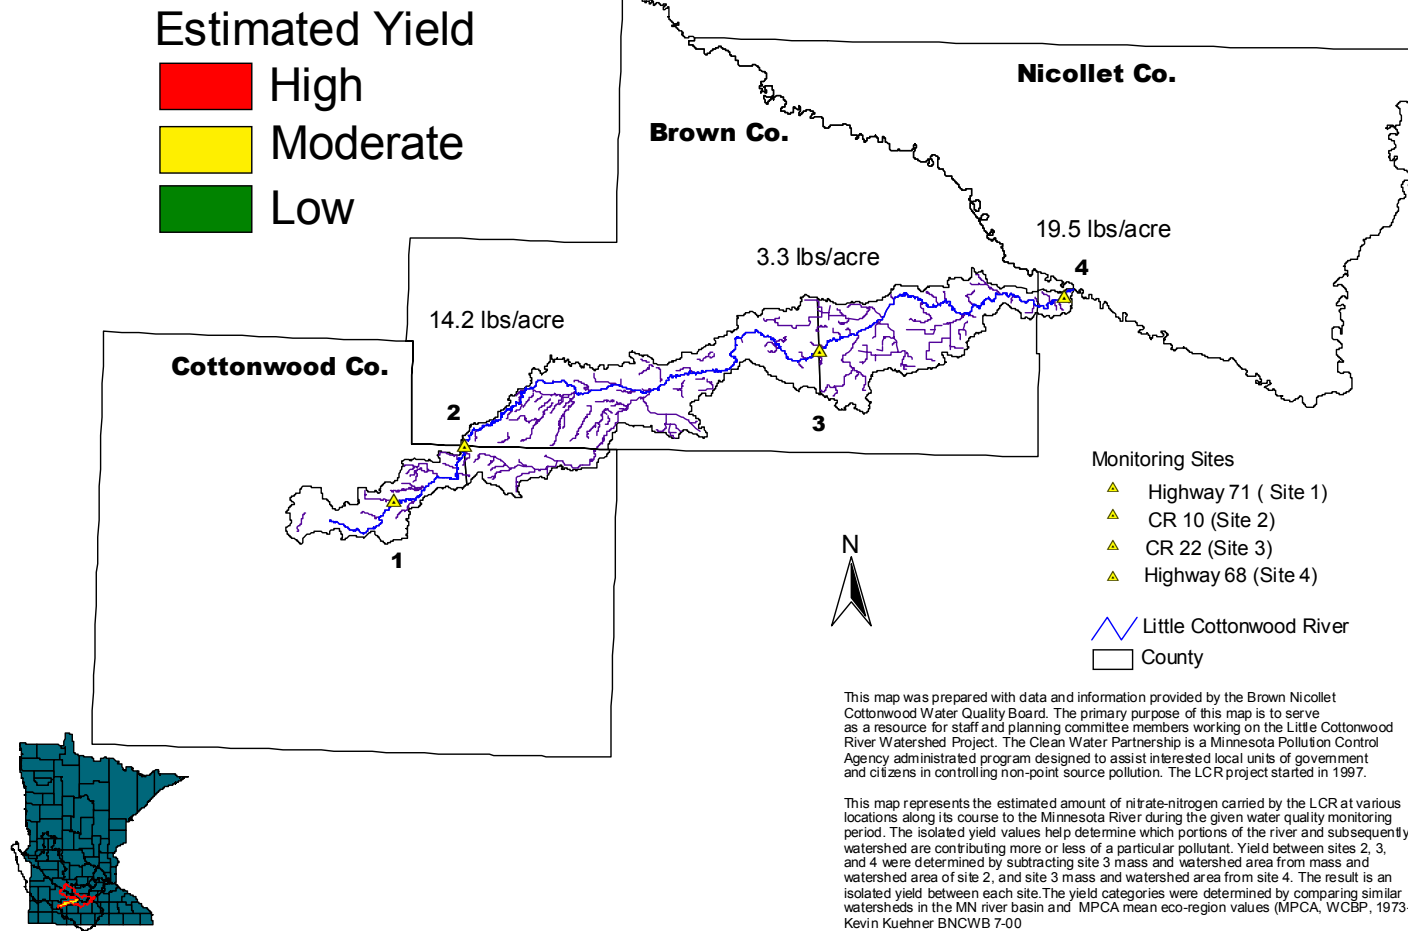 Estimated Yield
High
Moderate
Low
Nicollet Co.
Brown Co.
19.5 lbs/acre
3.3 lbs/acre
4
14.2 lbs/acre
Cottonwood Co.
2
3
1
Monitoring Sites
Highway 71 ( Site 1)
CR 10 (Site 2)
CR 22 (Site 3)
Highway 68 (Site 4)
N
Little Cottonwood River
County
This map was prepared with data and information provided by the Brown Nicollet
Cottonwood Water Quality Board. The primary purpose of this map is to serve
as a resource for staff and planning committee members working on the Little Cottonwood
River Watershed Project. The Clean Water Partnership is a Minnesota Pollution Control
Agency administrated program designed to assist interested local units of government
and citizens in controlling non-point source pollution. The LCR project started in 1997.
This map represents the estimated amount of nitrate-nitrogen carried by the LCR at various
locations along its course to the Minnesota River during the given water quality monitoring
period. The isolated yield values help determine which portions of the river and subsequently
watershed are contributing more or less of a particular pollutant. Yield between sites 2, 3,
and 4 were determined by subtracting site 3 mass and watershed area from mass and
watershed area of site 2, and site 3 mass and watershed area from site 4. The result is an
isolated yield between each site.The yield categories were determined by comparing similar
watersheds in the MN river basin and MPCA mean eco-region values (MPCA, WCBP, 1973-
Kevin Kuehner BNCWB 7-00